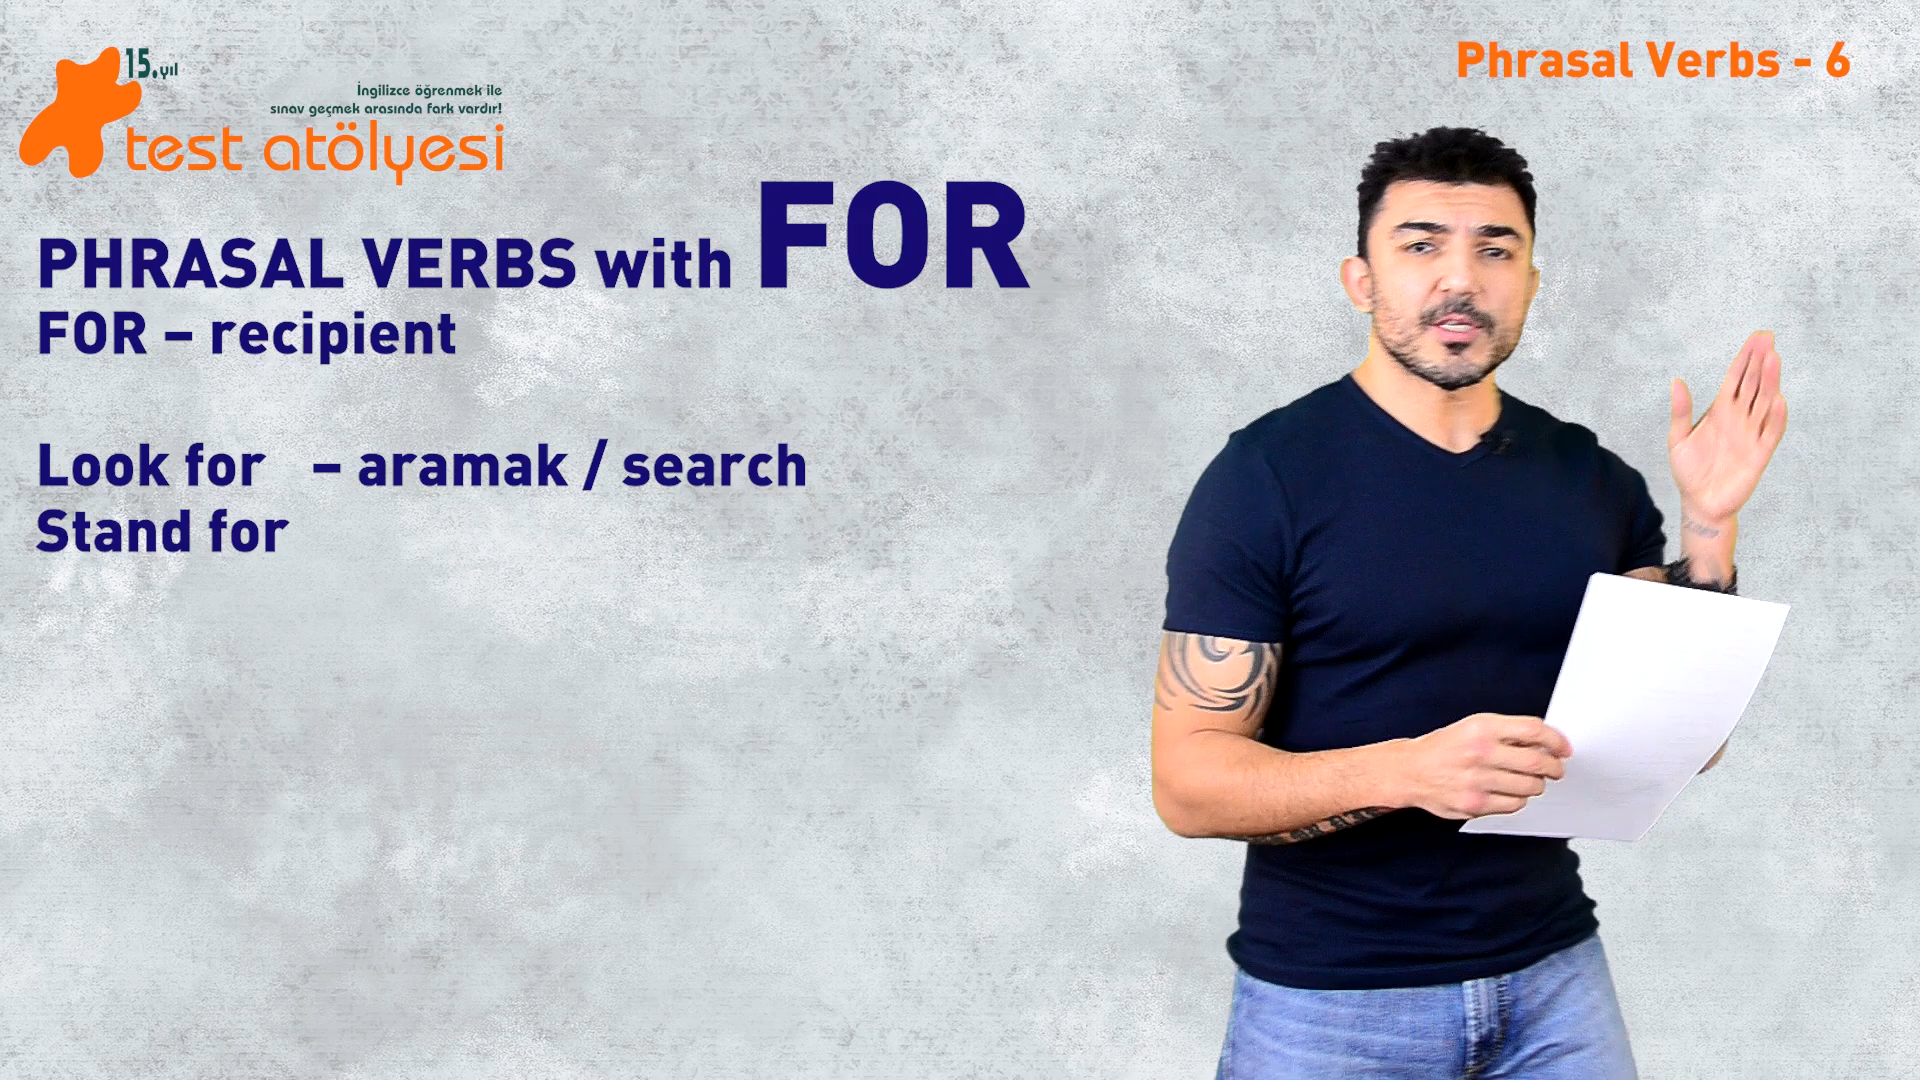 15.yıl
İngilizce öğrenmek ile
sınav geçmek arasında fark vardır!
test atölyesi
Phrasal Verbs - 6
PHRASAL VERBS with FOR
FOR – recipient
Look for – aramak / search
Stand for